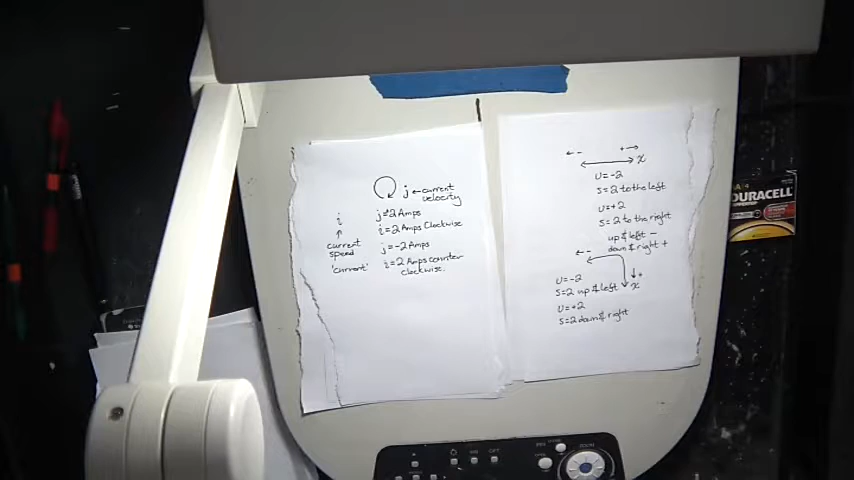 j ← current
velocity
j = 2 Amps
i = 2 Amps Clockwise
j = -2 Amps
i = 2 Amps counter
clockwise.
i
↑
current
speed
'current'
← - + →
x
U = -2
S = 2 to the left
U = +2
S = 2 to the right
up & left -
down & right +
← -
↓ +
x
U = -2
S = 2 up & left
U = +2
S = 2 down & right
DURACELL